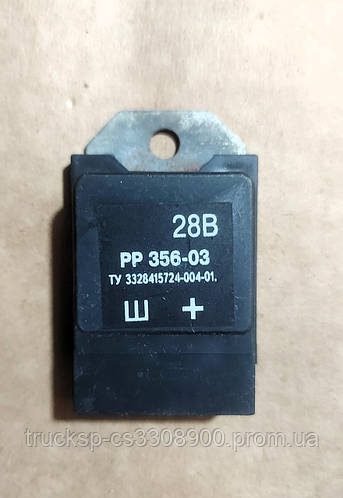 28В
РР 356-03
ТУ 3328415724-004-01.
Ш +
trucksp-cs3308900.prom.ua